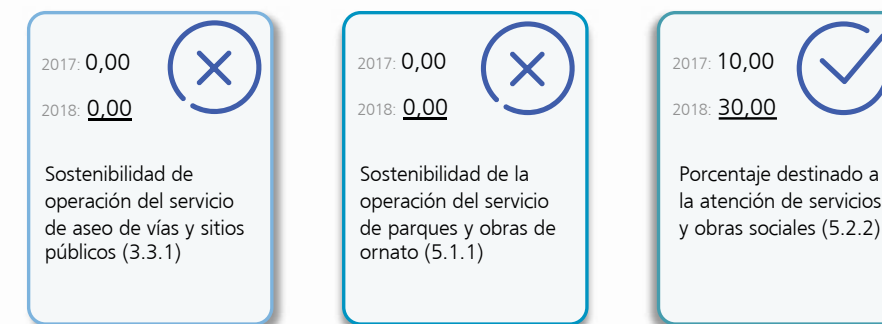 2017: 0,00
2018: 0,00
Sostenibilidad de
operación del servicio
de aseo de vías y sitios
públicos (3.3.1)
2017: 0,00
2018: 0,00
Sostenibilidad de la
operación del servicio
de parques y obras de
ornato (5.1.1)
2017: 10,00
2018: 30,00
Porcentaje destinado a
la atención de servicios
y obras sociales (5.2.2)